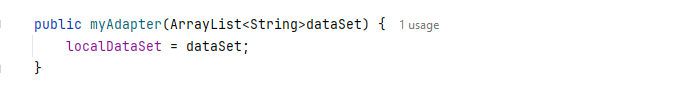 public myAdapter(ArrayList<String>dataSet) { 1 usage
localDataSet = dataSet;
}